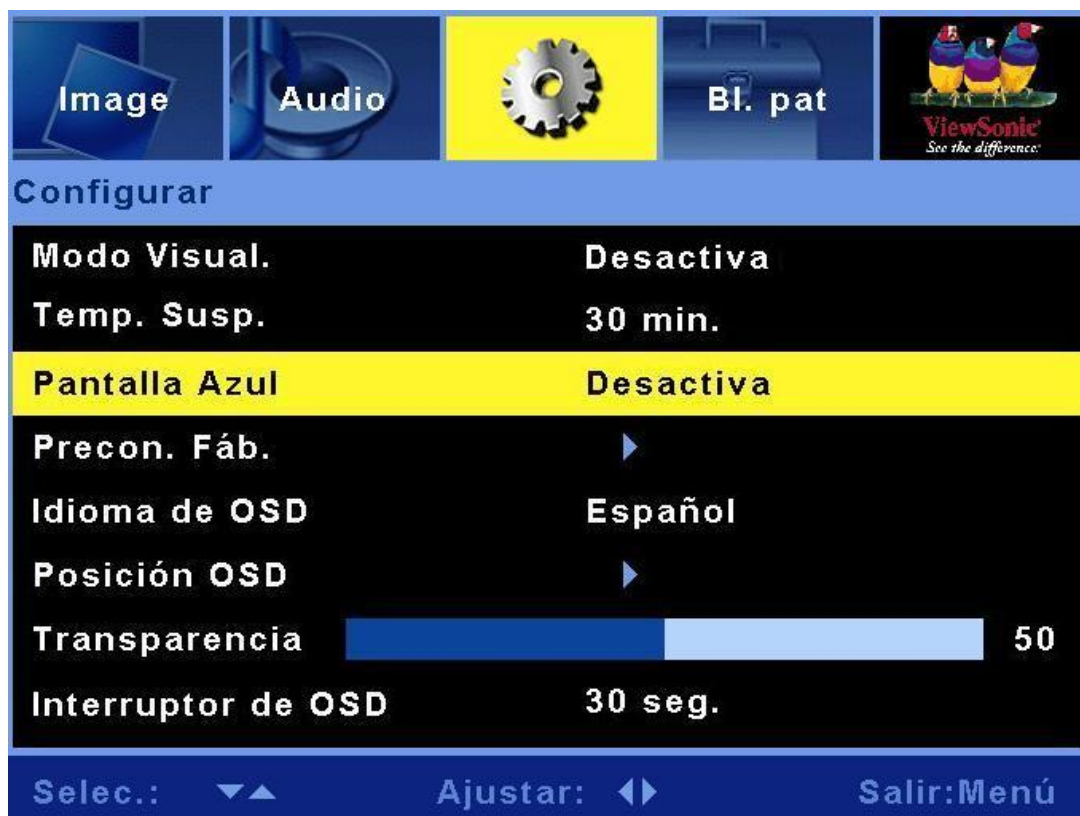 Image Audio Bl. pat
ViewSonic®
See the difference™
Configurar
Modo Visual. Desactiva
Temp. Susp. 30 min.
Pantalla Azul Desactiva
Precon. Fáb.
Idioma de OSD Español
Posición OSD
Transparencia 50
Interruptor de OSD 30 seg.
Selec.: Ajustar: Salir:Menú